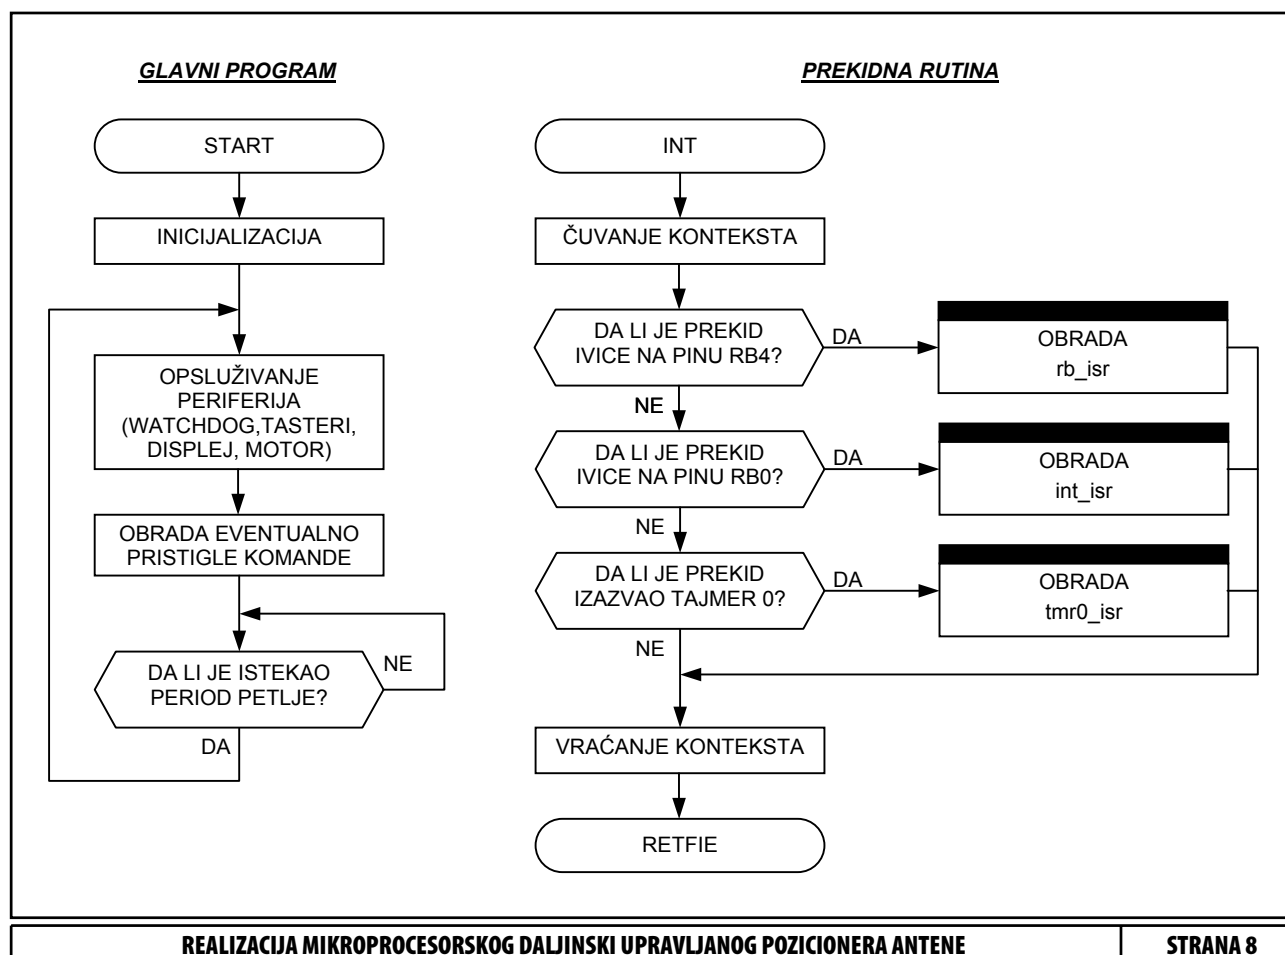 GLAVNI PROGRAM
START
INICIJALIZACIJA
OPSLUŽIVANJE
PERIFERIJA
(WATCHDOG,TASTERI,
DISPLEJ, MOTOR)
OBRADA EVENTUALNO
PRISTIGLE KOMANDE
DA LI JE ISTEKAO
PERIOD PETLJE?
NE
DA
PREKIDNA RUTINA
INT
ČUVANJE KONTEKSTA
DA LI JE PREKID
IVICE NA PINU RB4?
DA
OBRADA
rb_isr
NE
DA LI JE PREKID
IVICE NA PINU RB0?
DA
OBRADA
int_isr
NE
DA LI JE PREKID
IZAZVAO TAJMER 0?
DA
OBRADA
tmr0_isr
NE
VRAĆANJE KONTEKSTA
RETFIE
REALIZACIJA MIKROPROCESORSKOG DALJINSKI UPRAVLJANOG POZICIONERA ANTENE
STRANA 8